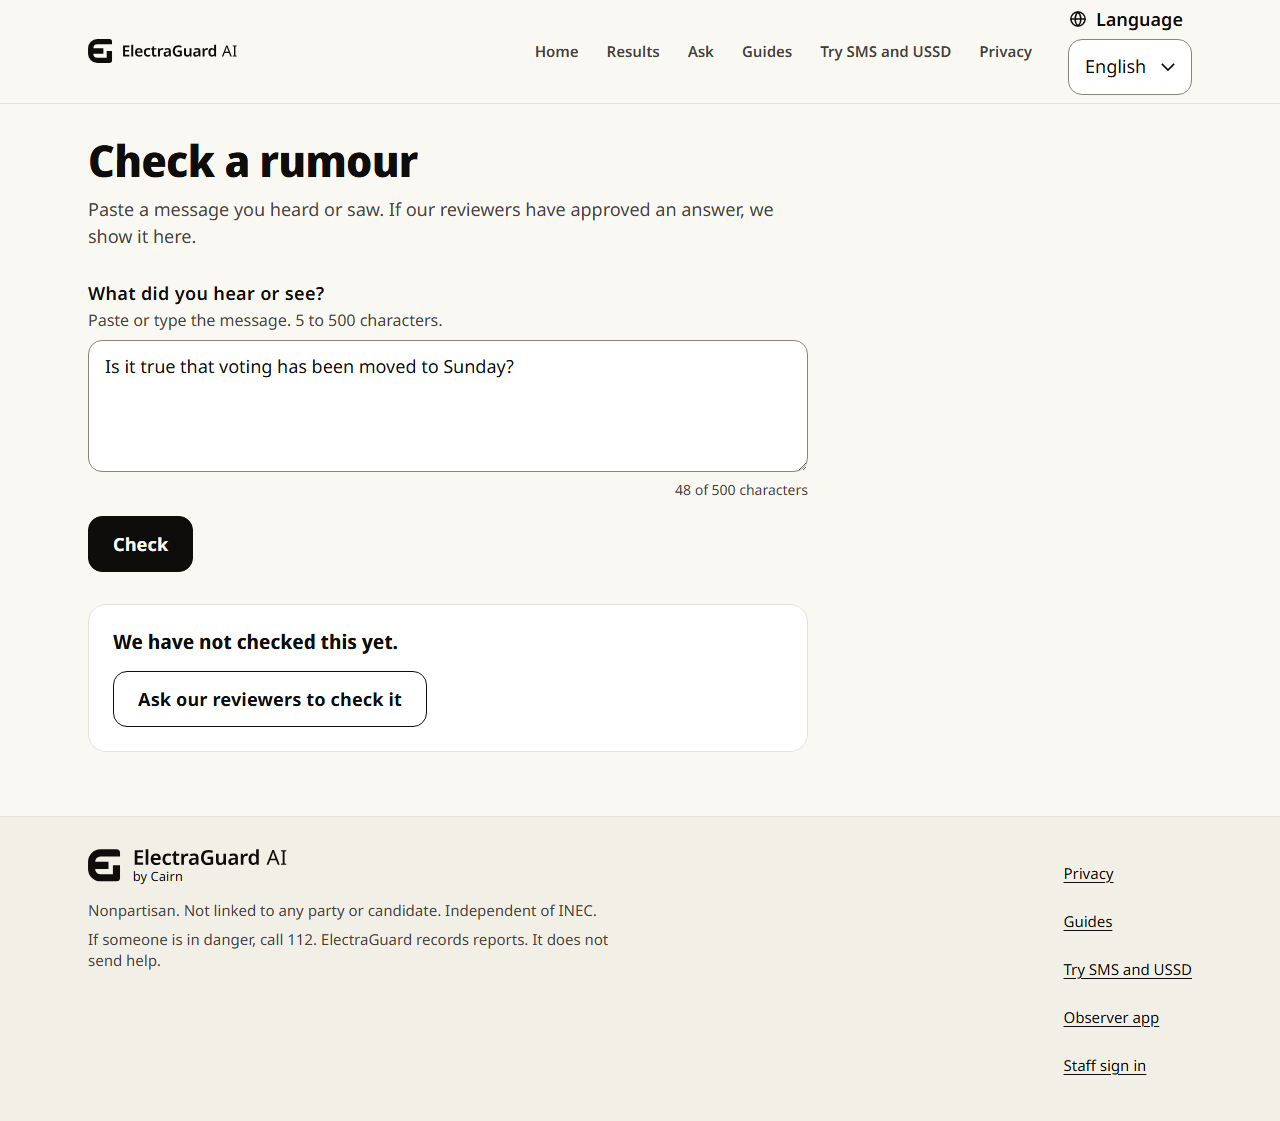 ElectraGuard AI
Home
Results
Ask
Guides
Try SMS and USSD
Privacy
Language
English
Check a rumour
Paste a message you heard or saw. If our reviewers have approved an answer, we
show it here.
What did you hear or see?
Paste or type the message. 5 to 500 characters.
Is it true that voting has been moved to Sunday?
48 of 500 characters
Check
We have not checked this yet.
Ask our reviewers to check it
ElectraGuard AI
by Cairn
Nonpartisan. Not linked to any party or candidate. Independent of INEC.
If someone is in danger, call 112. ElectraGuard records reports. It does not
send help.
Privacy
Guides
Try SMS and USSD
Observer app
Staff sign in